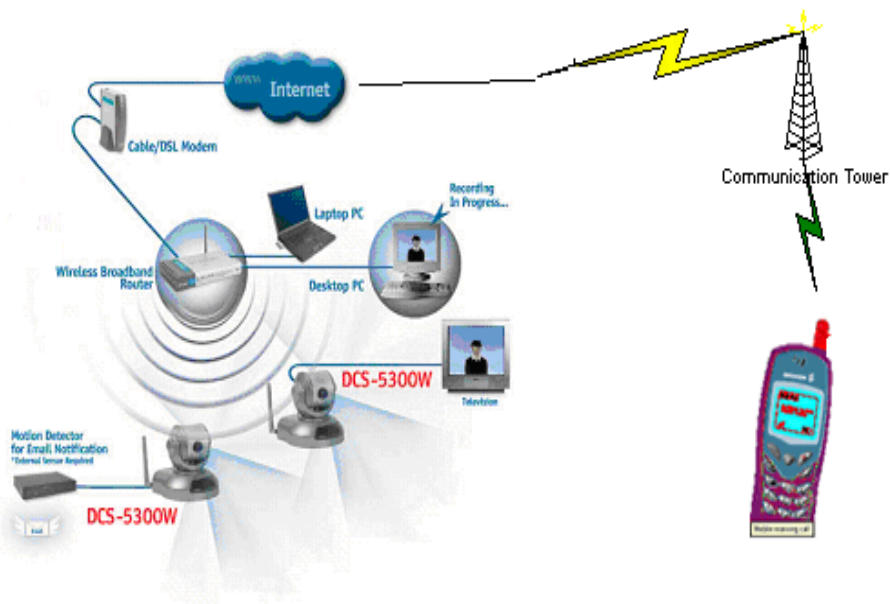 Internet
Cable/DSL Modem
Communication Tower
Recording
In Progress...
Laptop PC
Wireless Broadband
Router
Desktop PC
DCS-5300W
Television
Motion Detector
for Email Notification
*External Sensor Required
DCS-5300W